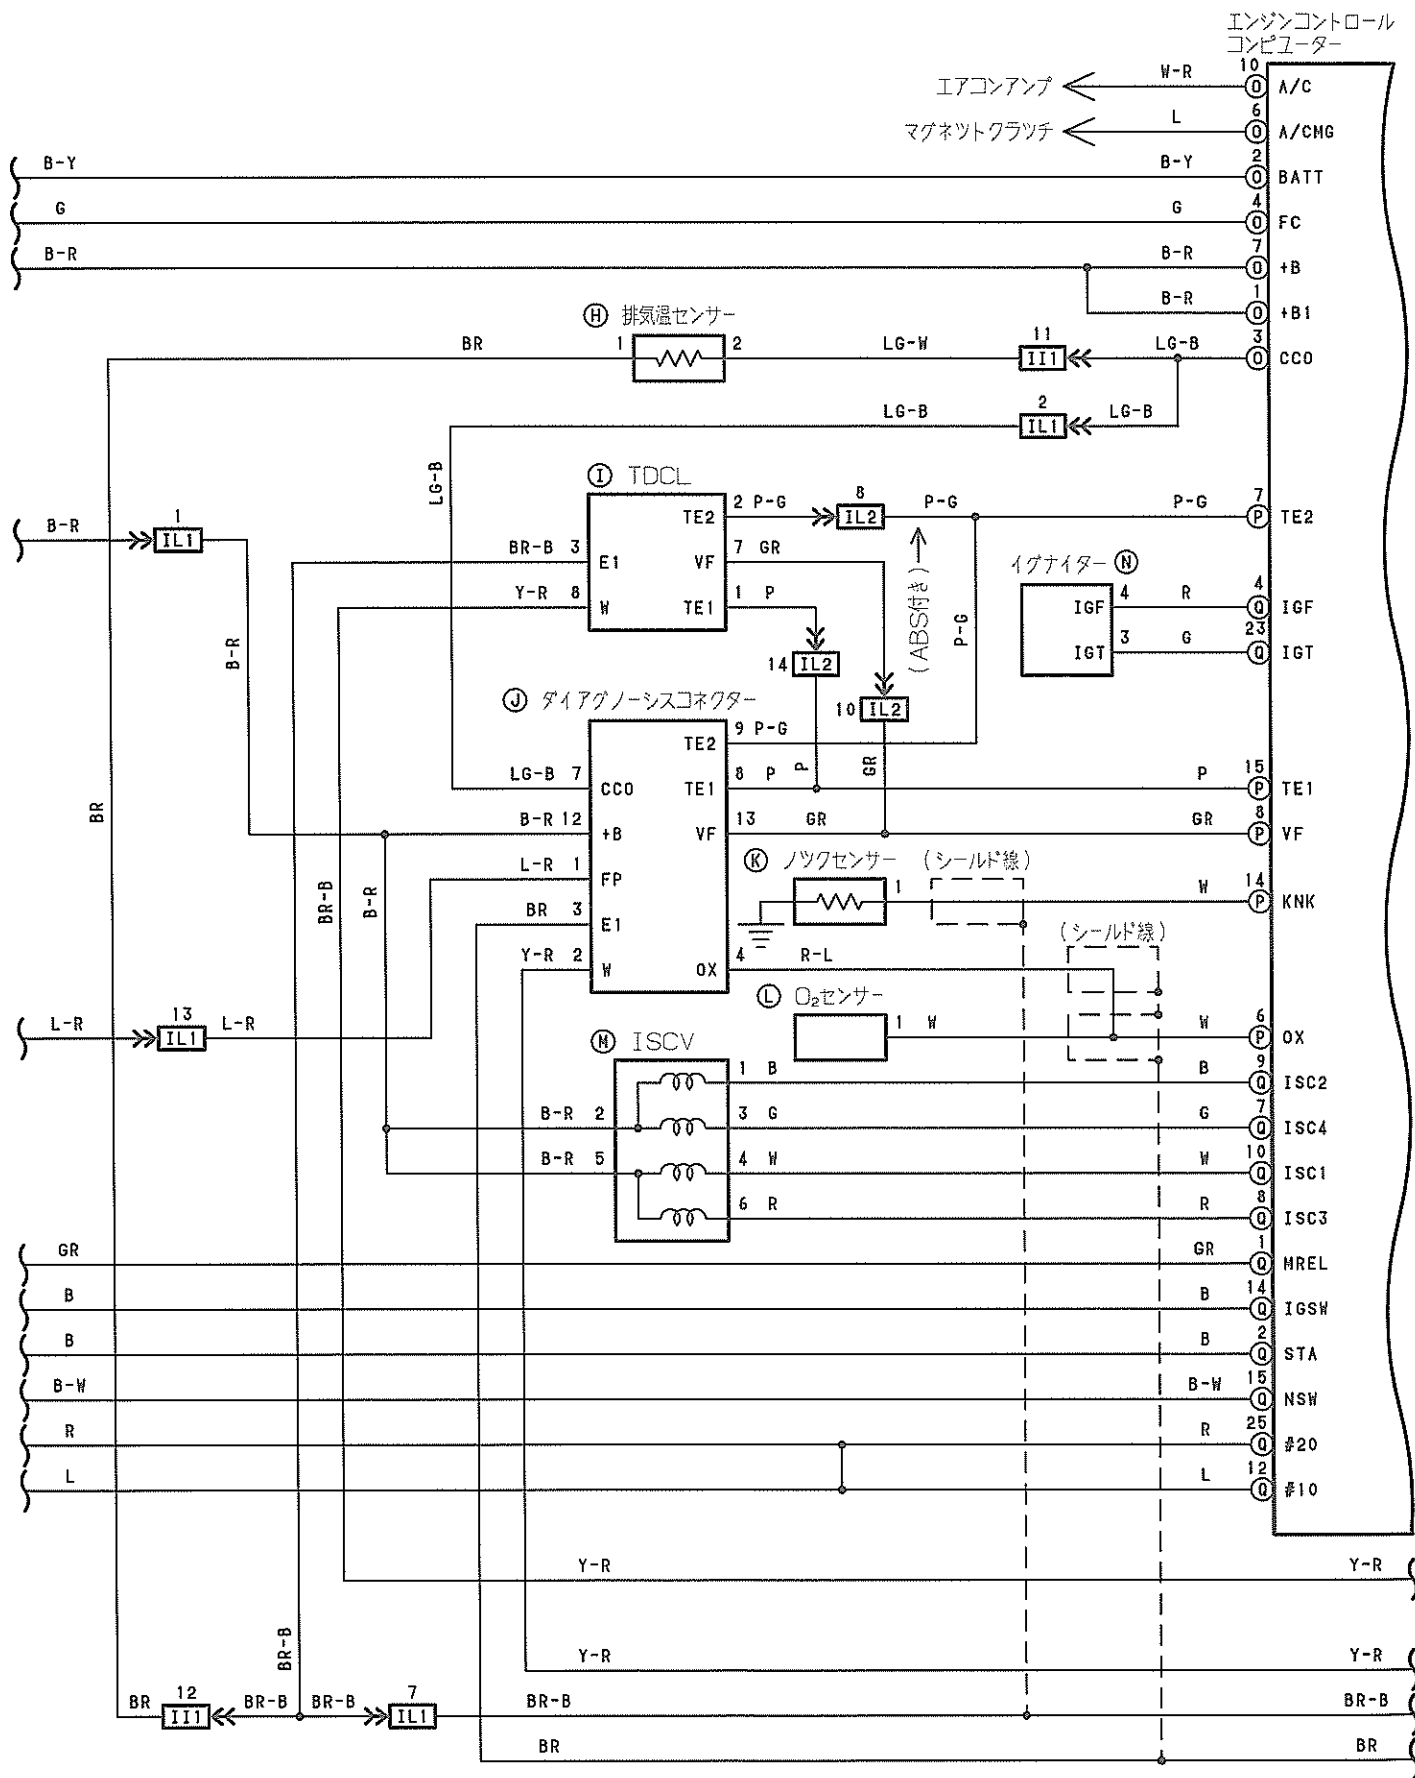 エンジンコントロール
コンピユーター
エアコンアンプ W-R 10 O A/C
マグネツトクラツチ L 6 O A/CMG
B-Y B-Y 2 O BATT
G G 4 O FC
B-R B-R 7 O +B
B-R 1 O +B1
H 排気温センサー
BR 1 2 LG-W 11 II1 LG-B 3 O CCO
LG-B 2 IL1 LG-B
LG-B
I TDCL
TE2 2 P-G 8 IL2 P-G P-G 7 P TE2
B-R 1 IL1
BR-B 3 E1 VF 7 GR
Y-R 8 W TE1 1 P
(ABS付き)
P-G
イグナイター N
IGF 4 R 4 Q IGF
IGT 3 G 23 Q IGT
B-R
14 IL2
10 IL2
J ダイアグノーシスコネクター
TE2 9 P-G
P
GR
LG-B 7 CCO TE1 8 P P 15 P TE1
B-R 12 +B VF 13 GR GR 8 P VF
BR
BR-B
B-R
K ノツクセンサー (シールド線)
L-R 1 FP
1 W 14 P KNK
BR 3 E1
(シールド線)
Y-R 2 W OX 4 R-L
L O₂センサー
L-R 13 IL1 L-R
1 W W 6 P OX
M ISCV
1 B B 9 Q ISC2
B-R 2 3 G G 7 Q ISC4
B-R 5 4 W W 10 Q ISC1
6 R R 8 Q ISC3
GR GR 1 Q MREL
B B 14 Q IGSW
B B 2 Q STA
B-W B-W 15 Q NSW
R R 25 Q #20
L L 12 Q #10
Y-R Y-R
BR-B
Y-R Y-R
BR 12 II1 BR-B BR-B 7 IL1 BR-B BR-B
BR BR